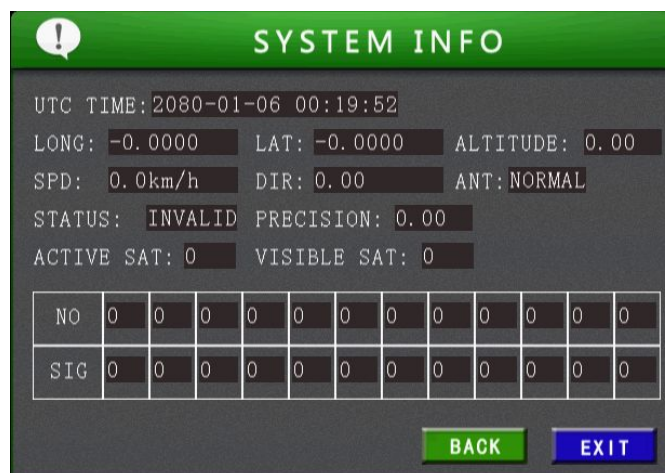 SYSTEM INFO
UTC TIME: 2080-01-06 00:19:52
LONG: -0.0000 LAT: -0.0000 ALTITUDE: 0.00
SPD: 0.0km/h DIR: 0.00 ANT: NORMAL
STATUS: INVALID PRECISION: 0.00
ACTIVE SAT: 0 VISIBLE SAT: 0
NO 0 0 0 0 0 0 0 0 0 0 0 0
SIG 0 0 0 0 0 0 0 0 0 0 0 0
BACK EXIT